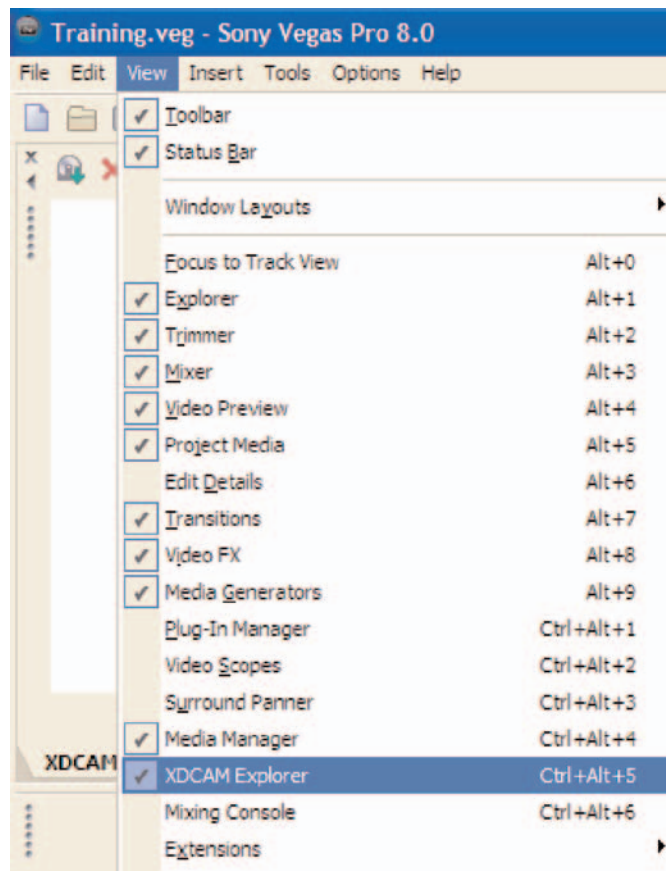 Training.veg - Sony Vegas Pro 8.0
File Edit View Insert Tools Options Help
Toolbar
Status Bar
Window Layouts
Focus to Track View Alt+0
Explorer Alt+1
Trimmer Alt+2
Mixer Alt+3
Video Preview Alt+4
Project Media Alt+5
Edit Details Alt+6
Transitions Alt+7
Video FX Alt+8
Media Generators Alt+9
Plug-In Manager Ctrl+Alt+1
Video Scopes Ctrl+Alt+2
Surround Panner Ctrl+Alt+3
Media Manager Ctrl+Alt+4
XDCAM
XDCAM Explorer Ctrl+Alt+5
Mixing Console Ctrl+Alt+6
Extensions